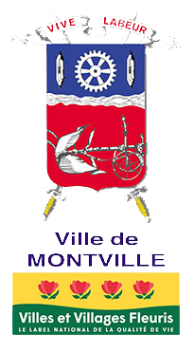 VIVE LABEUR
Ville de
MONTVILLE
Villes et Villages Fleuris
LE LABEL NATIONAL DE LA QUALITÉ DE VIE